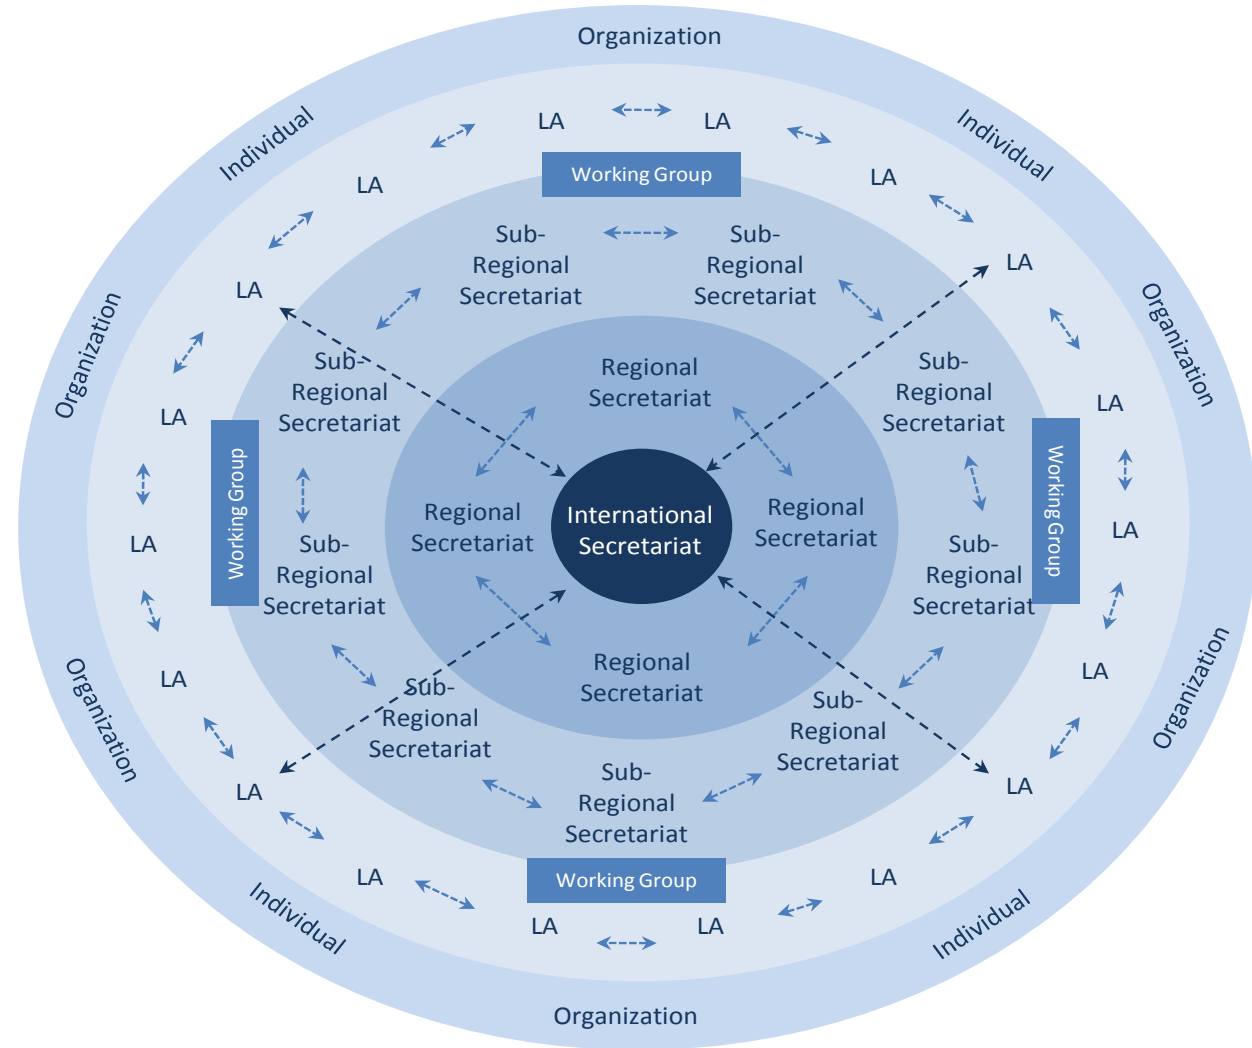 Organization
Individual
Individual
LA
LA
Working Group
LA
LA
Sub-
Regional
Secretariat
Sub-
Regional
Secretariat
LA
LA
Organization
Organization
Sub-
Regional
Secretariat
Regional
Secretariat
Sub-
Regional
Secretariat
LA
LA
Working Group
Working Group
Regional
Secretariat
International
Secretariat
Regional
Secretariat
LA
LA
Sub-
Regional
Secretariat
Sub-
Regional
Secretariat
LA
LA
Organization
Organization
Regional
Secretariat
Sub-
Regional
Secretariat
Sub-
Regional
Secretariat
LA
LA
Sub-
Regional
Secretariat
LA
LA
Working Group
Individual
Individual
LA
LA
Organization